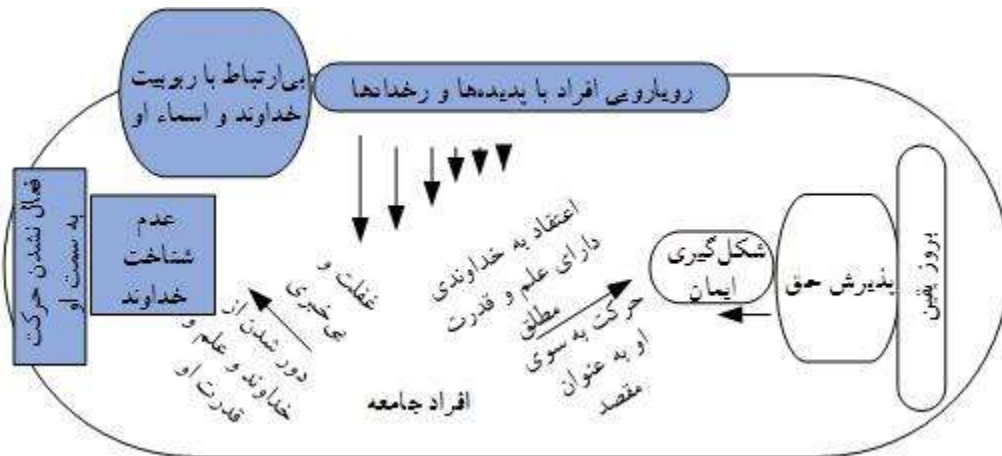 رویارویی افراد با پدیده‌ها و رخدادها
بی‌ارتباط با ربوبیت
خداوند و اسماء او
بروز یقین
پذیرش حق
شکل‌گیری
ایمان
اعتقاد به خداوندی
دارای علم و قدرت
مطلق
حرکت به سوی
او به عنوان
مقصد
غفلت و
بی‌خبری
دور شدن از
خداوند و علم و
قدرت او
عدم
شناخت
خداوند
فعال نشدن حرکت
به سمت او
افراد جامعه